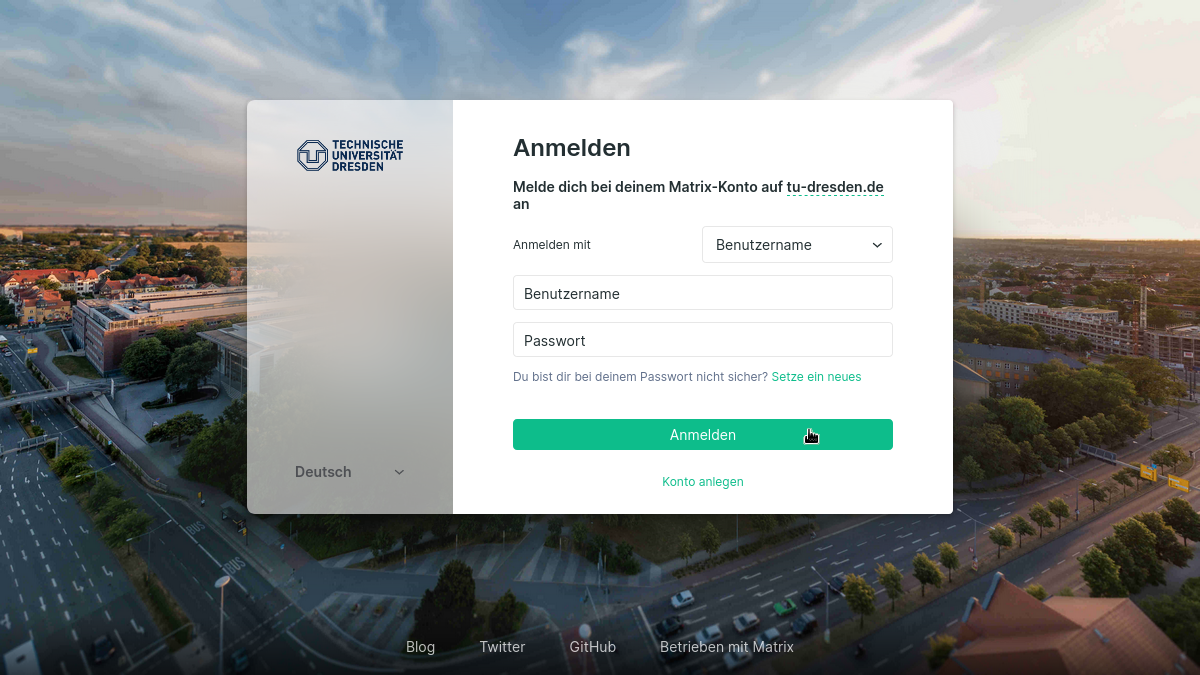 TECHNISCHE
UNIVERSITÄT
DRESDEN
Deutsch
Anmelden
Melde dich bei deinem Matrix-Konto auf tu-dresden.de
an
Anmelden mit
Benutzername
Benutzername
Passwort
Du bist dir bei deinem Passwort nicht sicher? Setze ein neues
Anmelden
Konto anlegen
BUS
BUS
Blog
Twitter
GitHub
Betrieben mit Matrix